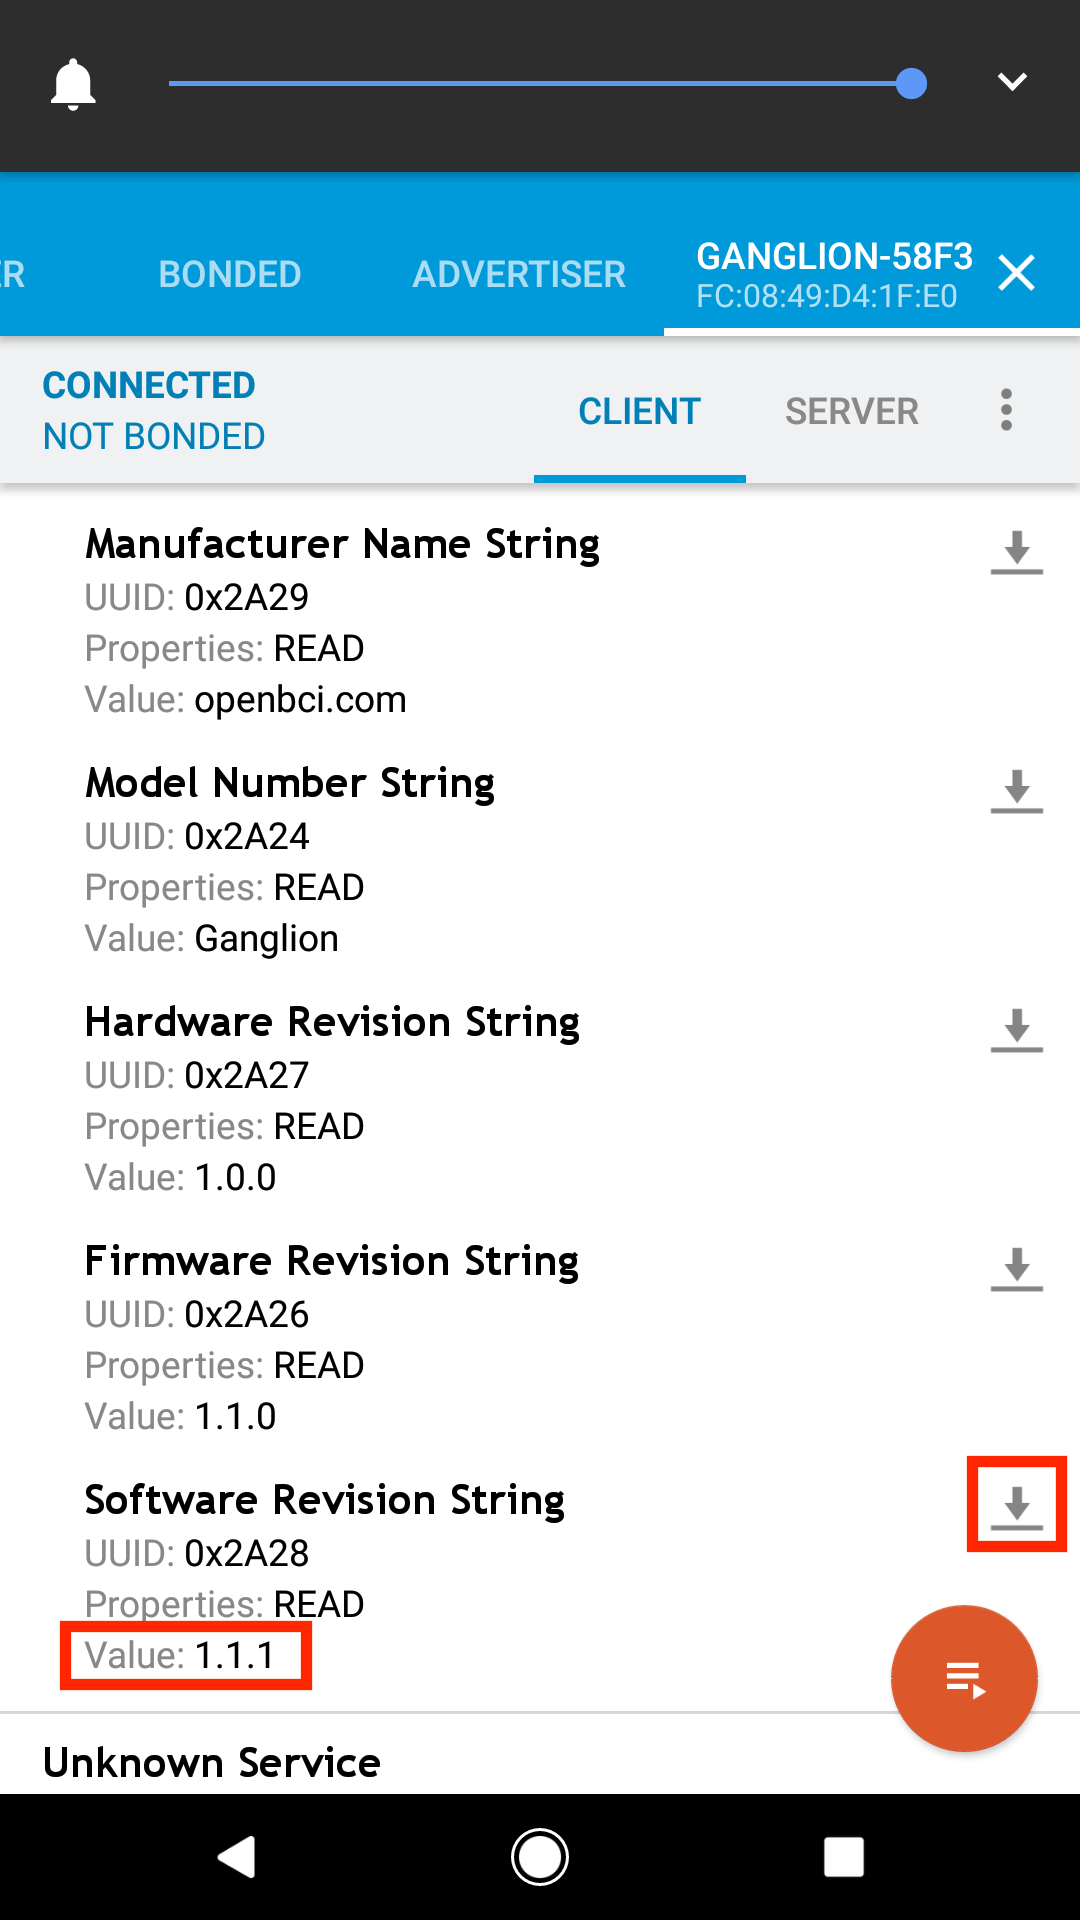 ER
BONDED
ADVERTISER
GANGLION-58F3
FC:08:49:D4:1F:E0
CONNECTED
NOT BONDED
CLIENT
SERVER
Manufacturer Name String
UUID: 0x2A29
Properties: READ
Value: openbci.com
Model Number String
UUID: 0x2A24
Properties: READ
Value: Ganglion
Hardware Revision String
UUID: 0x2A27
Properties: READ
Value: 1.0.0
Firmware Revision String
UUID: 0x2A26
Properties: READ
Value: 1.1.0
Software Revision String
UUID: 0x2A28
Properties: READ
Value: 1.1.1
Unknown Service